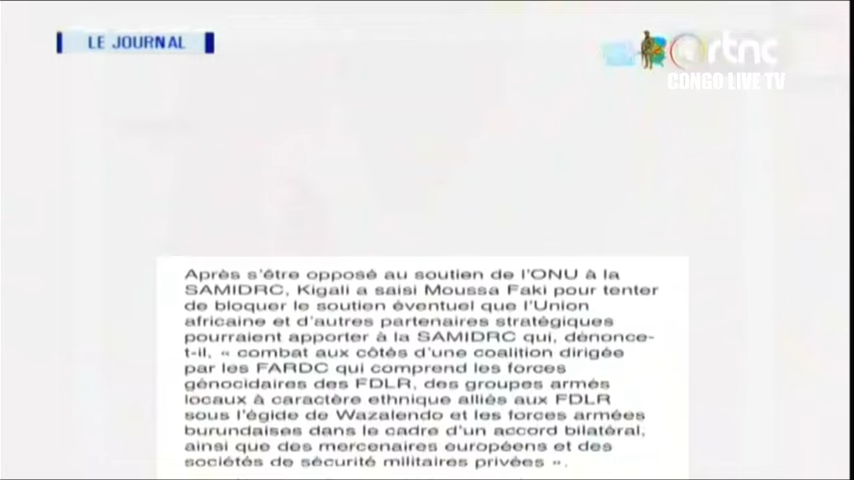 LE JOURNAL
rtnc
CONGO LIVE TV
Après s'être opposé au soutien de l'ONU à la
SAMIDRC, Kigali a saisi Moussa Faki pour tenter
de bloquer le soutien éventuel que l'Union
africaine et d'autres partenaires stratégiques
pourraient apporter à la SAMIDRC qui, dénonce-
t-il, « combat aux côtés d'une coalition dirigée
par les FARDC qui comprend les forces
génocidaires des FDLR, des groupes armés
locaux à caractère ethnique alliés aux FDLR
sous l'égide de Wazalendo et les forces armées
burundaises dans le cadre d'un accord bilatéral,
ainsi que des mercenaires européens et des
sociétés de sécurité militaires privées ».